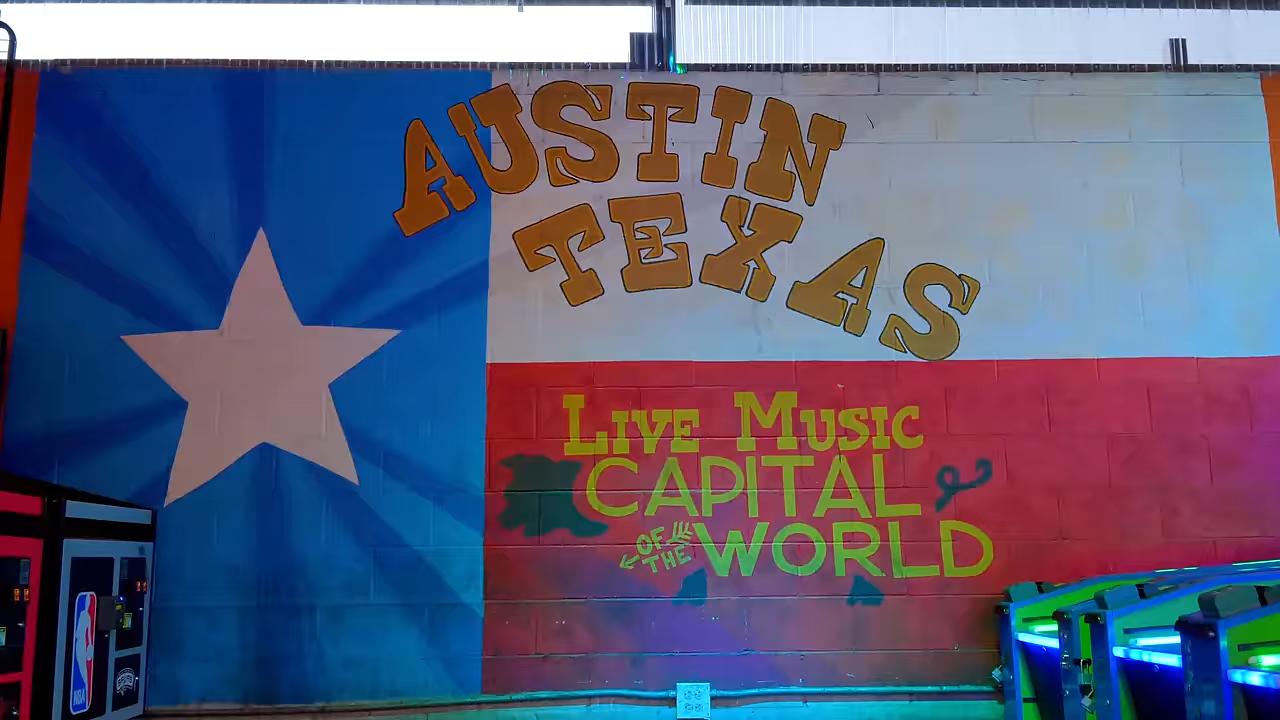 AUSTIN
TEXAS
LIVE MUSIC
CAPITAL
OF THE WORLD
NBA